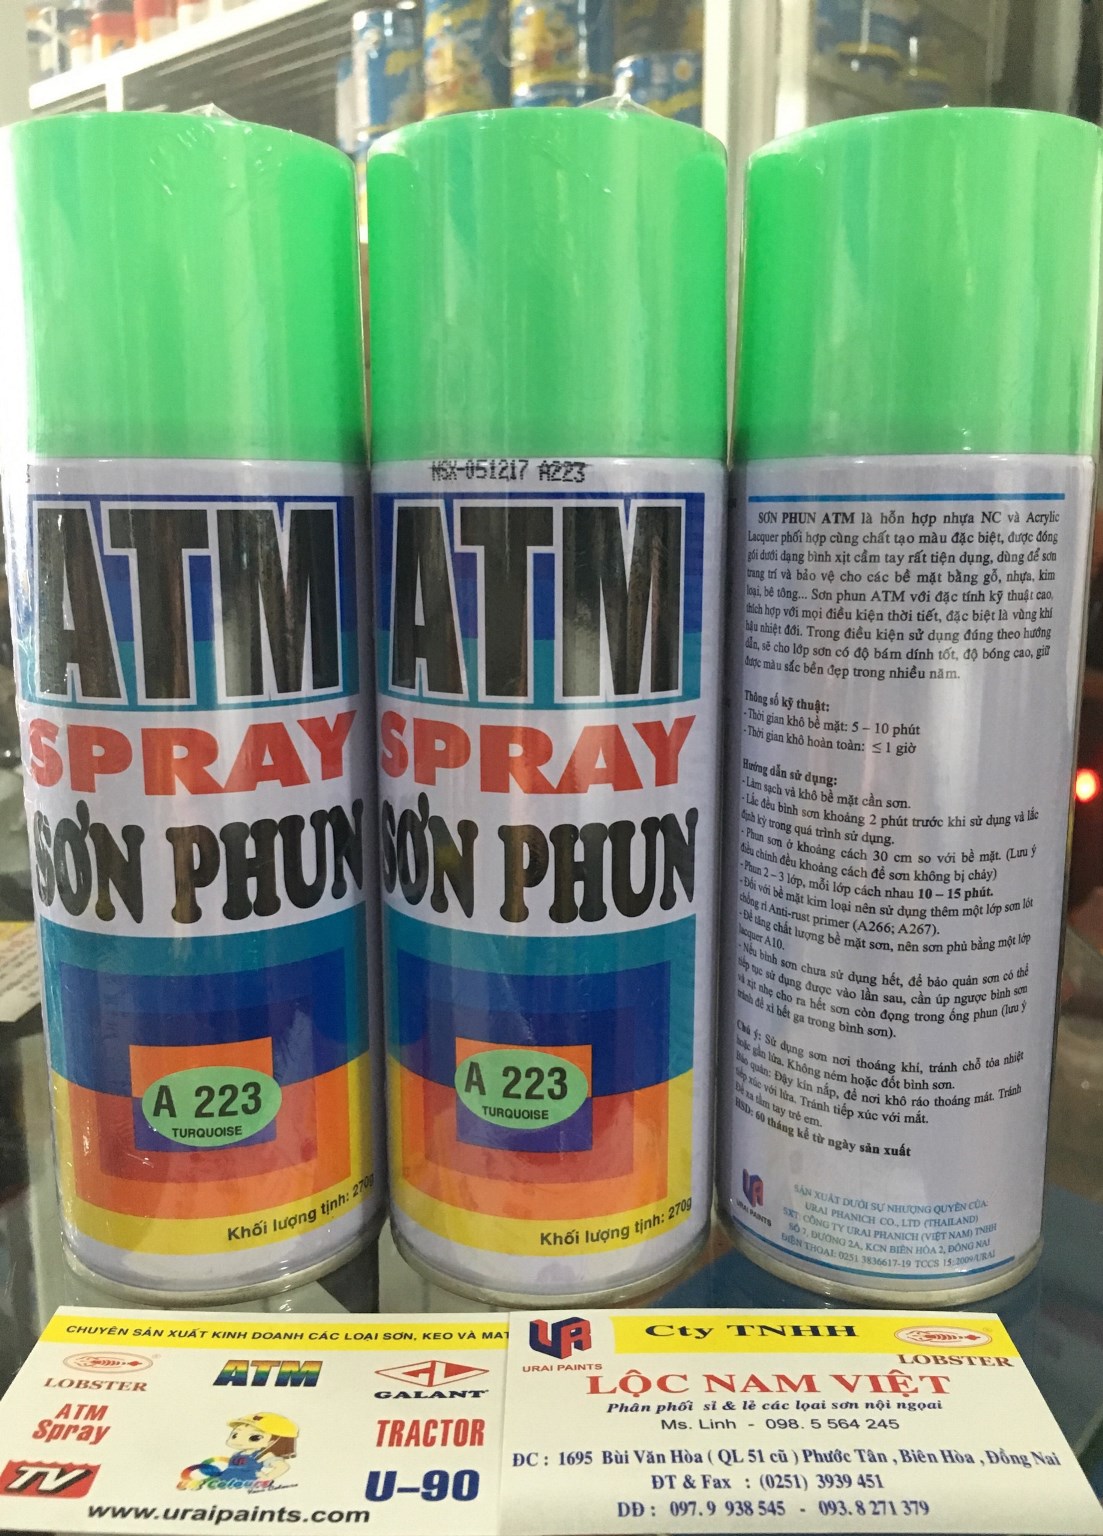 ATM
SPRAY
SƠN PHUN
A 223
TURQUOISE
Khối lượng tịnh: 270g
NSX-051217 A223
ATM
SPRAY
SƠN PHUN
A 223
TURQUOISE
Khối lượng tịnh: 270g
SƠN PHUN ATM là hỗn hợp nhựa NC và Acrylic
Lacquer phối hợp cùng chất tạo màu đặc biệt, được đóng
gói dưới dạng bình xịt cầm tay rất tiện dụng, dùng để sơn
trang trí và bảo vệ cho các bề mặt bằng gỗ, nhựa, kim
loại, bê tông... Sơn phun ATM với đặc tính kỹ thuật cao,
thích hợp với mọi điều kiện thời tiết, đặc biệt là vùng khí
hậu nhiệt đới. Trong điều kiện sử dụng đúng theo hướng
dẫn, sẽ cho lớp sơn có độ bám dính tốt, độ bóng cao, giữ
được màu sắc bền đẹp trong nhiều năm.
Thông số kỹ thuật:
- Thời gian khô bề mặt: 5 – 10 phút
- Thời gian khô hoàn toàn: ≤ 1 giờ
Hướng dẫn sử dụng:
- Làm sạch và khô bề mặt cần sơn.
- Lắc đều bình sơn khoảng 2 phút trước khi sử dụng và lắc
định kỳ trong quá trình sử dụng.
- Phun sơn ở khoảng cách 30 cm so với bề mặt. (Lưu ý
điều chỉnh đều khoảng cách để sơn không bị chảy)
- Phun 2 – 3 lớp, mỗi lớp cách nhau 10 – 15 phút.
- Đối với bề mặt kim loại nên sử dụng thêm một lớp sơn lót
chống rỉ Anti-rust primer (A266; A267).
- Để tăng chất lượng bề mặt sơn, nên sơn phủ bằng một lớp
lacquer A10.
- Nếu bình sơn chưa sử dụng hết, để bảo quản sơn có thể
tiếp tục sử dụng được vào lần sau, cần úp ngược bình sơn
và xịt nhẹ cho ra hết sơn còn đọng trong ống phun (lưu ý
tránh để xì hết ga trong bình sơn).
Chú ý: Sử dụng sơn nơi thoáng khí, tránh chỗ tỏa nhiệt
hoặc gần lửa. Không ném hoặc đốt bình sơn.
Bảo quản: Đậy kín nắp, để nơi khô ráo thoáng mát. Tránh
tiếp xúc với lửa. Tránh tiếp xúc với mắt.
Để xa tầm tay trẻ em.
HSD: 60 tháng kể từ ngày sản xuất
URAI PAINTS
SẢN XUẤT DƯỚI SỰ NHƯỢNG QUYỀN CỦA:
URAI PHANICH CO., LTD (THAILAND)
SXT: CÔNG TY URAI PHANICH (VIỆT NAM) TNHH
SỐ 7, ĐƯỜNG 2A, KCN BIÊN HÒA 2, ĐỒNG NAI
ĐIỆN THOẠI: 0251 3836617-19 TCCS 15:2009/URAI
CHUYÊN SẢN XUẤT KINH DOANH CÁC LOẠI SƠN, KEO VÀ MAT
LOBSTER
ATM
GALANT
ATM
Spray
TRACTOR
TV
U–90
www.uraipaints.com
URAI PAINTS
Cty TNHH
LOBSTER
LỘC NAM VIỆT
Phân phối sỉ & lẻ các lọai sơn nội ngọai
Ms. Linh - 098. 5 564 245
ĐC : 1695 Bùi Văn Hòa ( QL 51 cũ ) Phước Tân , Biên Hòa , Đồng Nai
ĐT & Fax : (0251) 3939 451
DĐ : 097. 9 938 545 - 093. 8 271 379